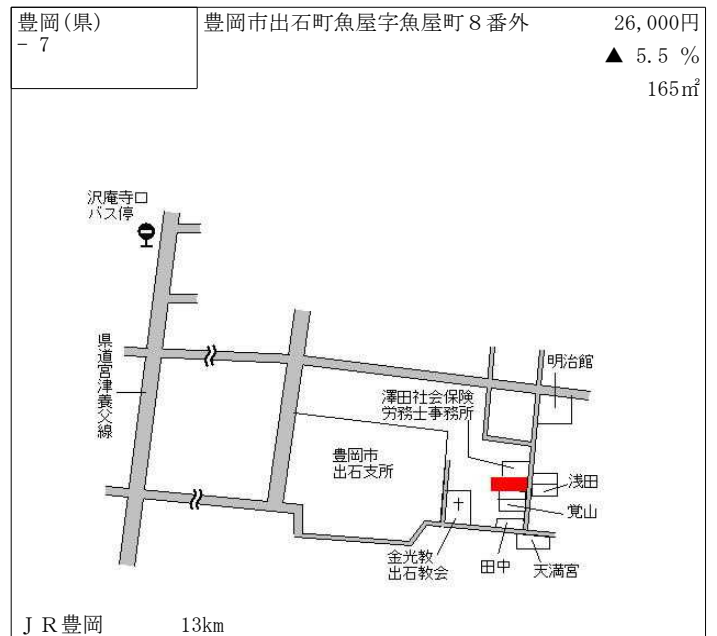 豊岡(県)
－ 7
豊岡市出石町魚屋字魚屋町８番外
26,000円
▲ 5.5 %
165㎡
沢庵寺口
バス停
県道宮津養父線
明治館
澤田社会保険
労務士事務所
豊岡市
出石支所
浅田
覚山
金光教
出石教会
田中
天満宮
ＪＲ豊岡 13km